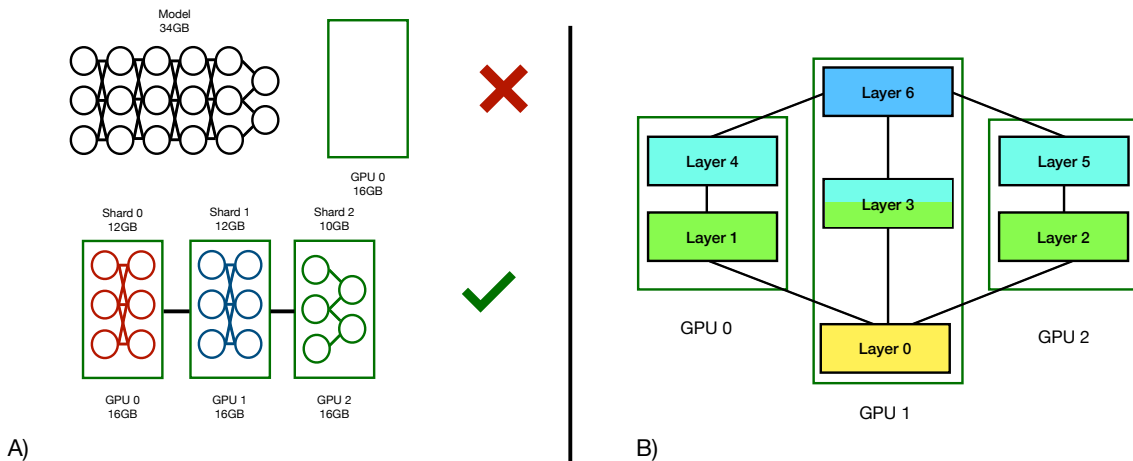 Model
34GB
GPU 0
16GB
Shard 0
12GB
Shard 1
12GB
Shard 2
10GB
GPU 0
16GB
GPU 1
16GB
GPU 2
16GB
A)
Layer 6
Layer 4
Layer 5
Layer 3
Layer 1
Layer 2
GPU 0
GPU 2
Layer 0
GPU 1
B)